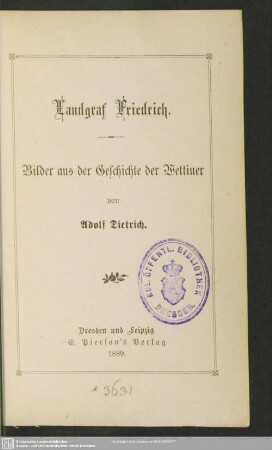 Landgraf Friedrich.
Bilder aus der Geschichte der Wettiner
von
Adolf Dietrich.
KGL. ÖFFENTL. BIBLIOTHEK
DRESDEN.
Dresden und Leipzig
E. Pierson's Verlag
1889.
3631